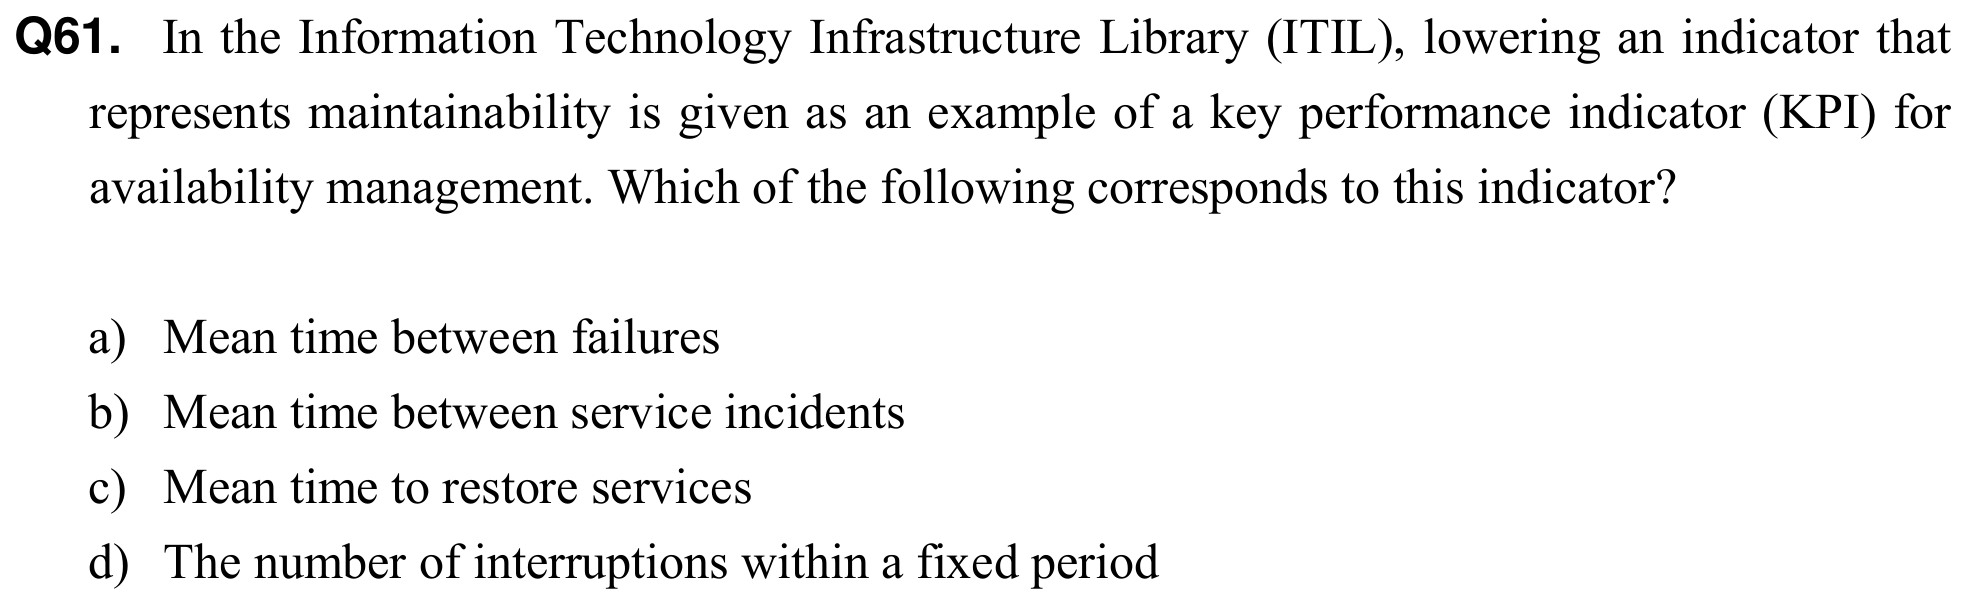 Q61. In the Information Technology Infrastructure Library (ITIL), lowering an indicator that
represents maintainability is given as an example of a key performance indicator (KPI) for
availability management. Which of the following corresponds to this indicator?
a) Mean time between failures
b) Mean time between service incidents
c) Mean time to restore services
d) The number of interruptions within a fixed period